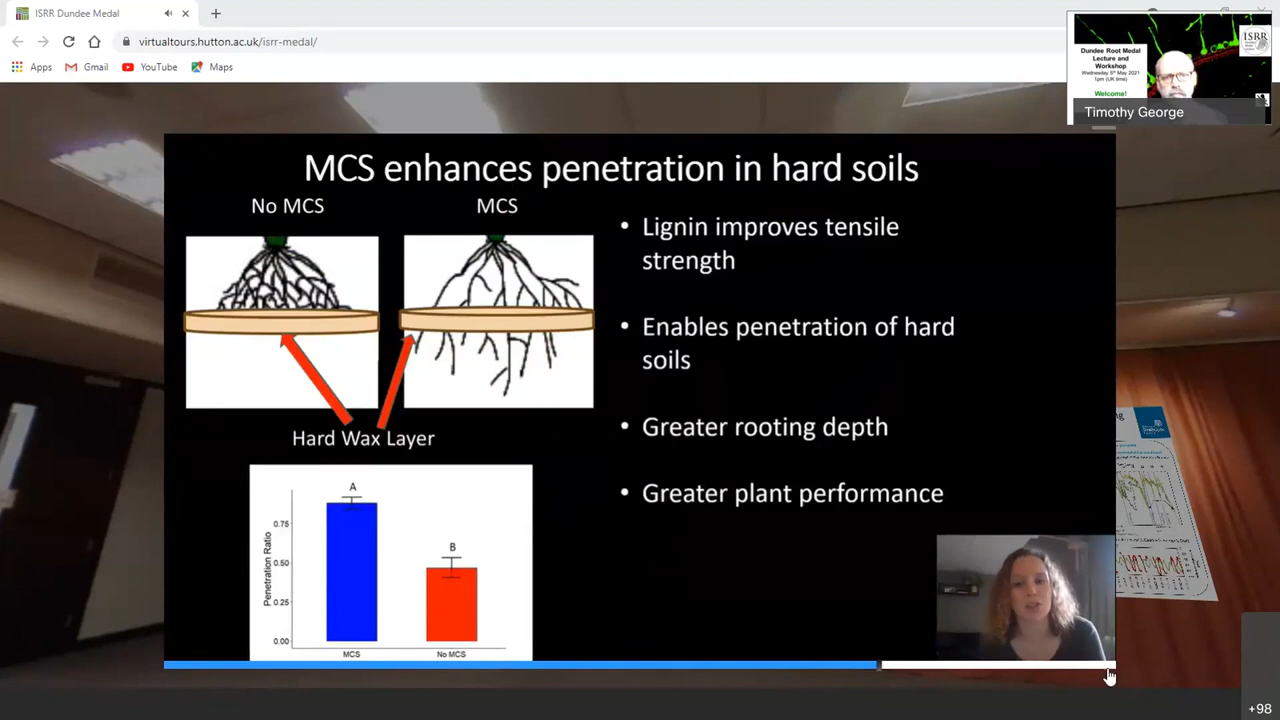 ISRR Dundee Medal
virtualtours.hutton.ac.uk/isrr-medal/
Apps
Gmail
YouTube
Maps
Dundee Root Medal
Lecture and
Workshop
Wednesday 5th May 2021
1pm (UK time)
Welcome!
ISRR
Timothy George
MCS enhances penetration in hard soils
No MCS
MCS
• Lignin improves tensile
strength
• Enables penetration of hard
soils
• Greater rooting depth
• Greater plant performance
Hard Wax Layer
A
B
Penetration Ratio
0.75
0.50
0.25
0.00
MCS
No MCS
+98